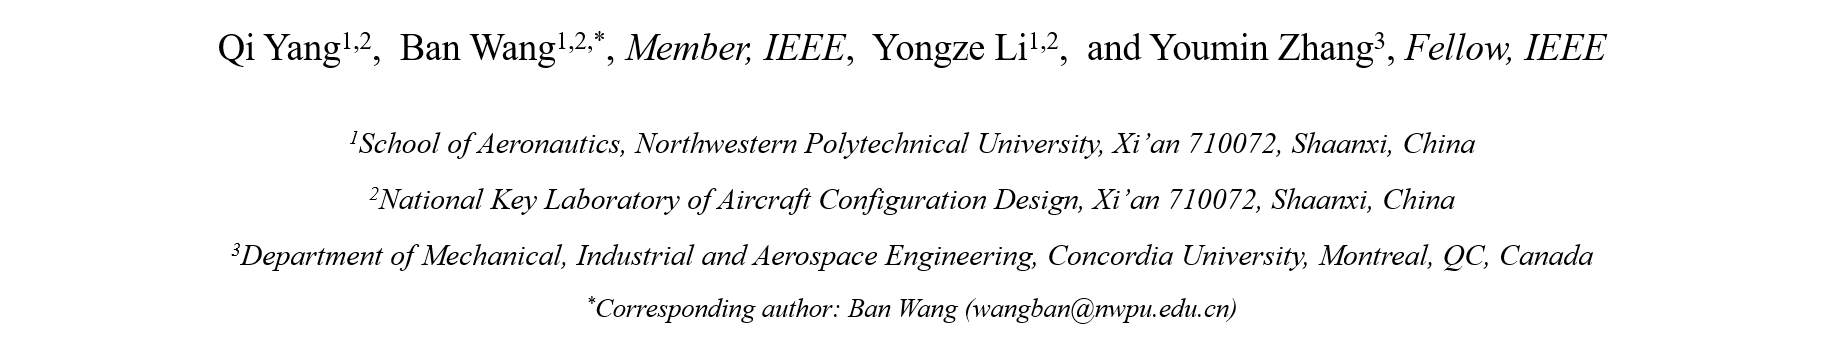 Qi Yang1,2, Ban Wang1,2,*, Member, IEEE, Yongze Li1,2, and Youmin Zhang3, Fellow, IEEE
1School of Aeronautics, Northwestern Polytechnical University, Xi’an 710072, Shaanxi, China
2National Key Laboratory of Aircraft Configuration Design, Xi’an 710072, Shaanxi, China
3Department of Mechanical, Industrial and Aerospace Engineering, Concordia University, Montreal, QC, Canada
*Corresponding author: Ban Wang (wangban@nwpu.edu.cn)